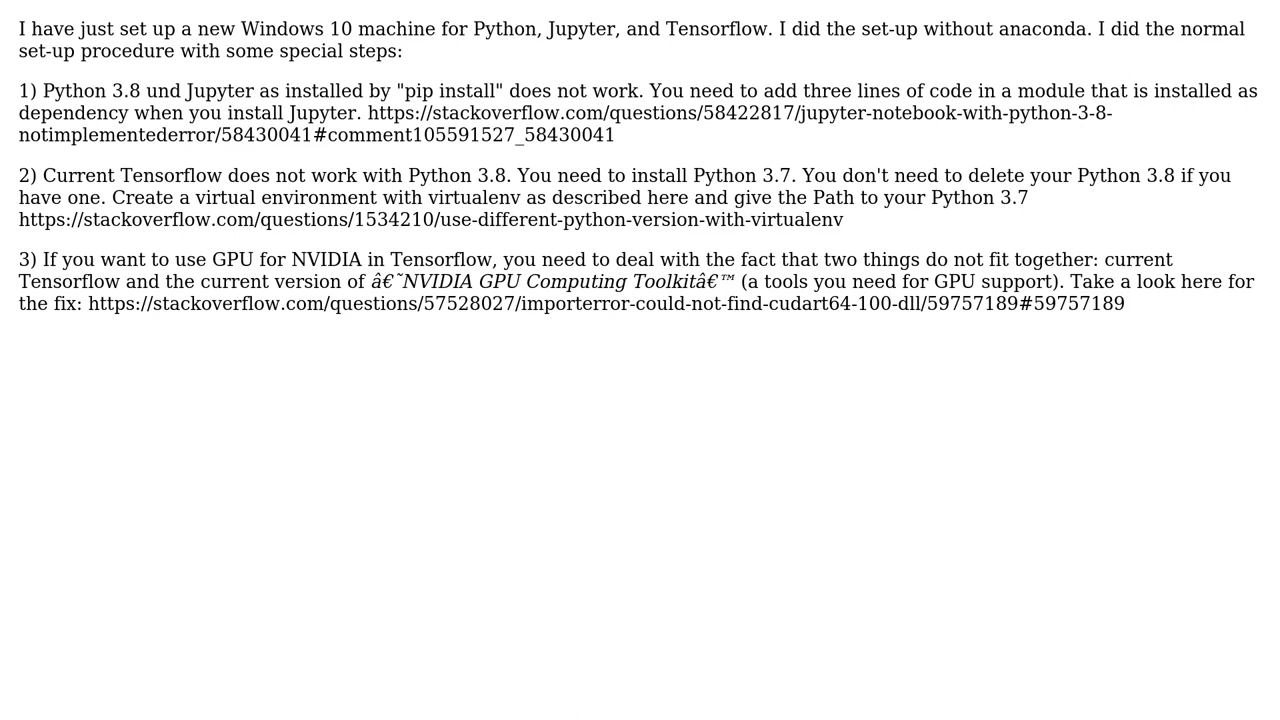 I have just set up a new Windows 10 machine for Python, Jupyter, and Tensorflow. I did the set-up without anaconda. I did the normal
set-up procedure with some special steps:
1) Python 3.8 und Jupyter as installed by "pip install" does not work. You need to add three lines of code in a module that is installed as
dependency when you install Jupyter. https://stackoverflow.com/questions/58422817/jupyter-notebook-with-python-3-8-
notimplementederror/58430041#comment105591527_58430041
2) Current Tensorflow does not work with Python 3.8. You need to install Python 3.7. You don't need to delete your Python 3.8 if you
have one. Create a virtual environment with virtualenv as described here and give the Path to your Python 3.7
https://stackoverflow.com/questions/1534210/use-different-python-version-with-virtualenv
3) If you want to use GPU for NVIDIA in Tensorflow, you need to deal with the fact that two things do not fit together: current
Tensorflow and the current version of â€˜NVIDIA GPU Computing Toolkitâ€™ (a tools you need for GPU support). Take a look here for
the fix: https://stackoverflow.com/questions/57528027/importerror-could-not-find-cudart64-100-dll/59757189#59757189